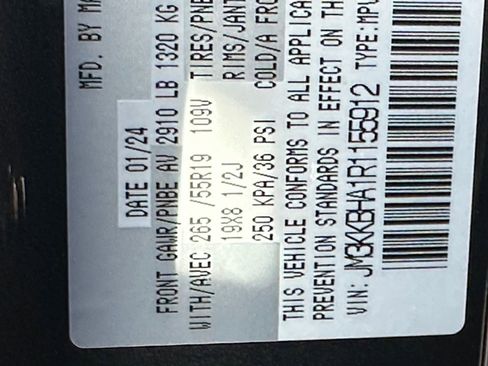 MFD. BY MA
DATE 01/24
FRONT GAWR/PNBE AV 2910 LB 1320 KG
WITH/AVEC 265 /55R19 109V TIRES/PNE
19X8 1/2J RIMS/JANT
250 KPA/36 PSI COLD/A FRO
THIS VEHICLE CONFORMS TO ALL APPLICA
PREVENTION STANDARDS IN EFFECT ON TH
VIN: JM3KKBHA1R1155912 TYPE:MPV